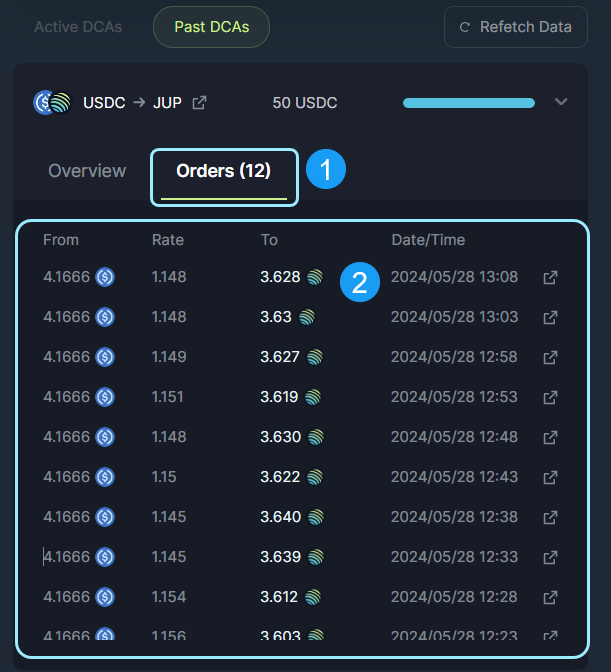 Active DCAs Past DCAs Refetch Data
USDC → JUP 50 USDC
Overview Orders (12) 1
From Rate To Date/Time
4.1666 1.148 3.628 2 2024/05/28 13:08
4.1666 1.148 3.63 2024/05/28 13:03
4.1666 1.149 3.627 2024/05/28 12:58
4.1666 1.151 3.619 2024/05/28 12:53
4.1666 1.148 3.630 2024/05/28 12:48
4.1666 1.15 3.622 2024/05/28 12:43
4.1666 1.145 3.640 2024/05/28 12:38
4.1666 1.145 3.639 2024/05/28 12:33
4.1666 1.154 3.612 2024/05/28 12:28
4.1666 1.156 3.603 2024/05/28 12:23